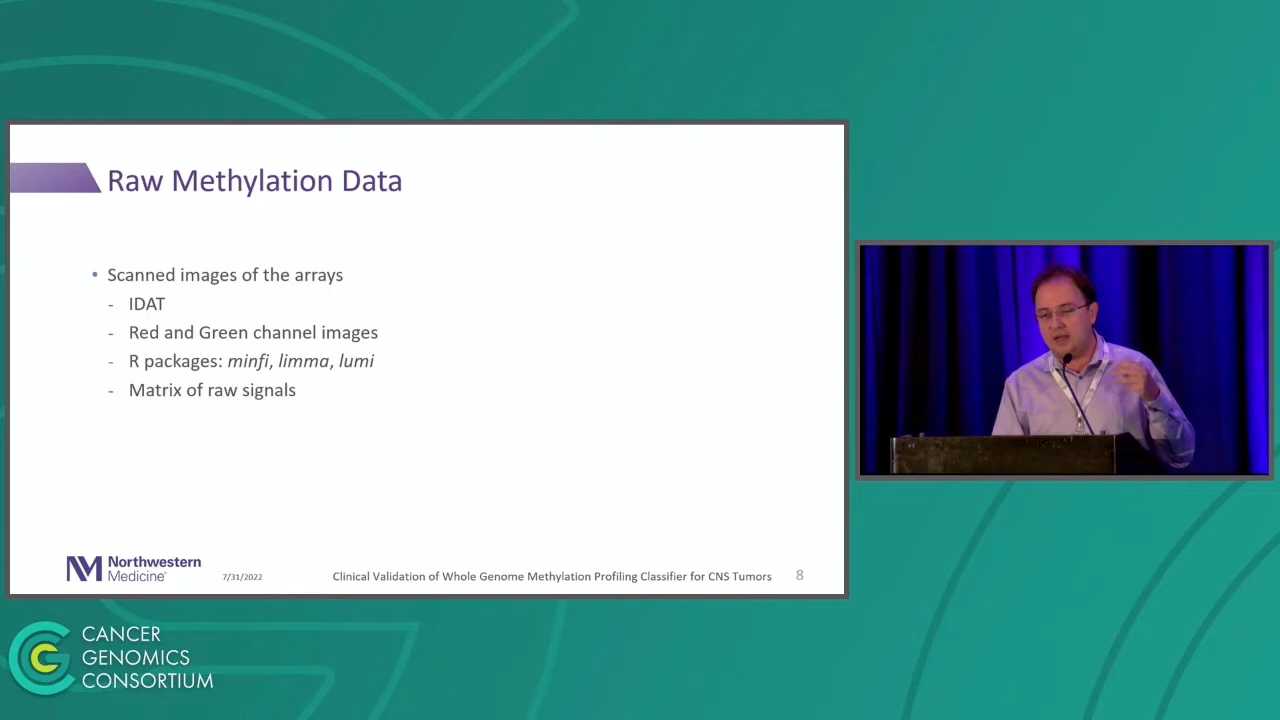 Raw Methylation Data
• Scanned images of the arrays
- IDAT
- Red and Green channel images
- R packages: minfi, limma, lumi
- Matrix of raw signals
NM Northwestern
Medicine®
7/31/2022
Clinical Validation of Whole Genome Methylation Profiling Classifier for CNS Tumors
8
CANCER
GENOMICS
CONSORTIUM